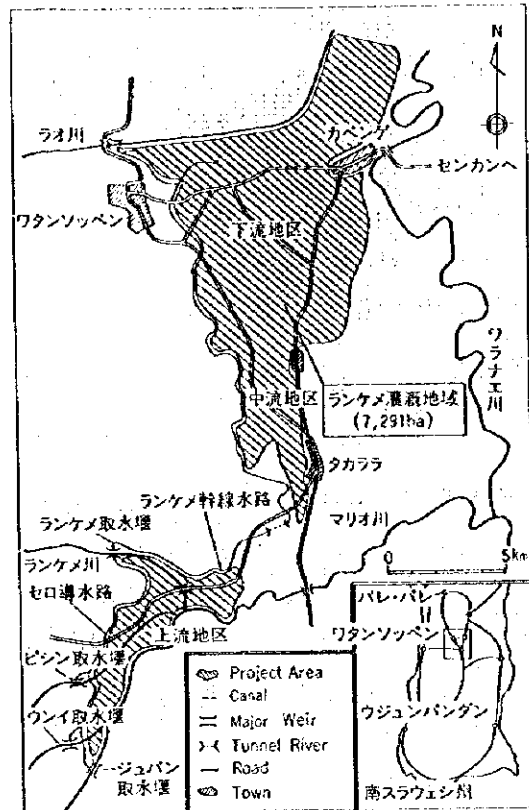 N
ラオ川
カベンゲ
センカンへ
ワタンソッペン
下流地区
ワラナエ川
中流地区
ランケメ灌漑地域
(7,291ha)
タカララ
ランケメ幹線水路
ランケメ取水堰
マリオ川
ランケメ川
0 5km
セロ導水路
上流地区
ビシン取水堰
ウンイ取水堰
ジュパン
取水堰
Project Area
Canal
Major Weir
Tunnel River
Road
Town
パレ・パレ
ワタンソッペン
ウジュンパンダン
南スラウェシ州